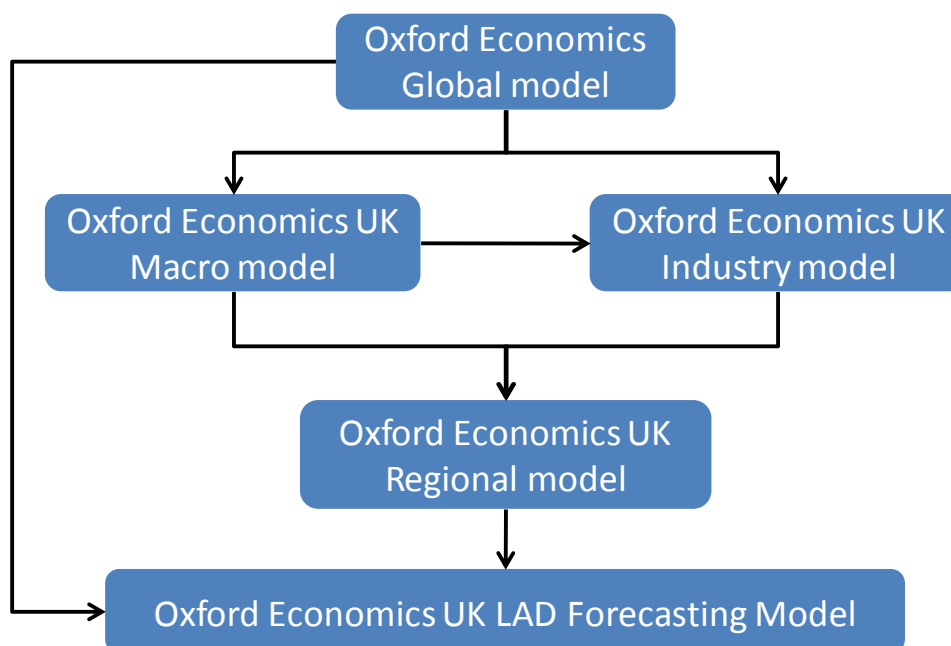 Oxford Economics
Global model
Oxford Economics UK
Macro model
Oxford Economics UK
Industry model
Oxford Economics UK
Regional model
Oxford Economics UK LAD Forecasting Model